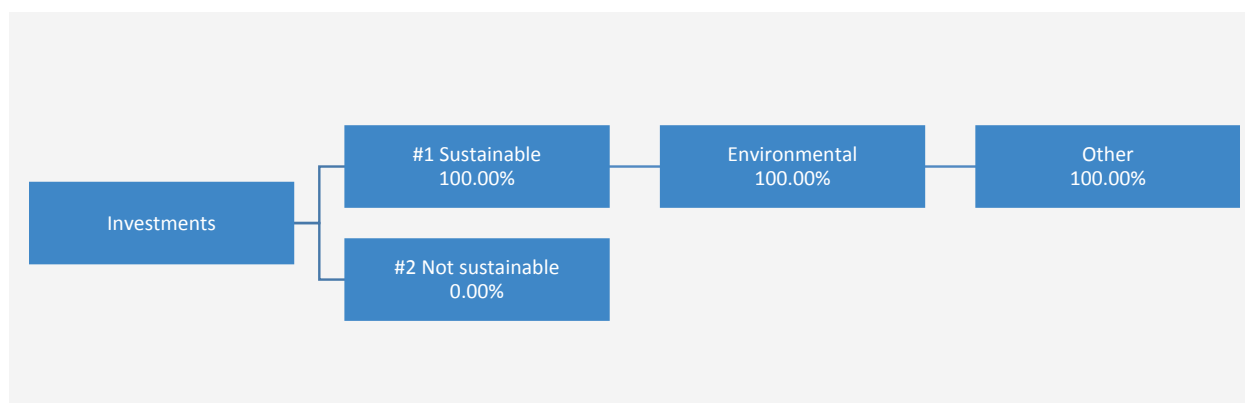 Investments
#1 Sustainable
100.00%
Environmental
100.00%
Other
100.00%
#2 Not sustainable
0.00%